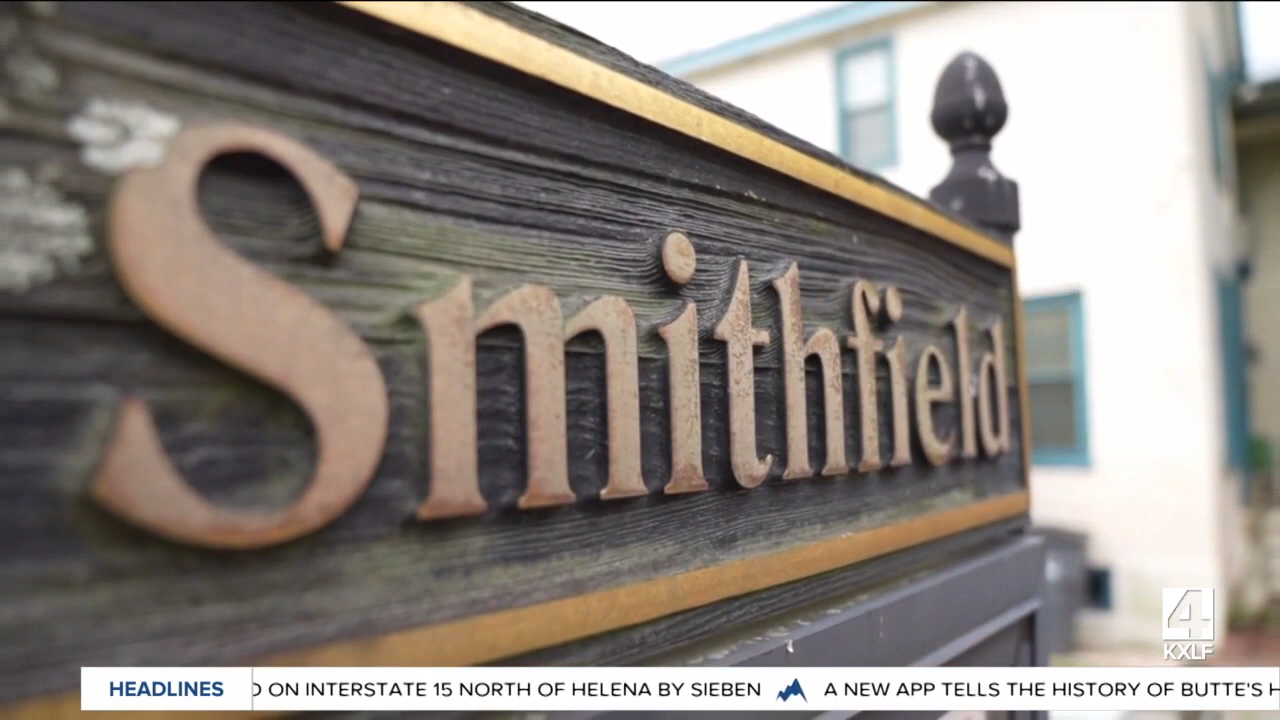 Smithfield
4
KXLF
HEADLINES
ON INTERSTATE 15 NORTH OF HELENA BY SIEBEN
A NEW APP TELLS THE HISTORY OF BUTTE'S